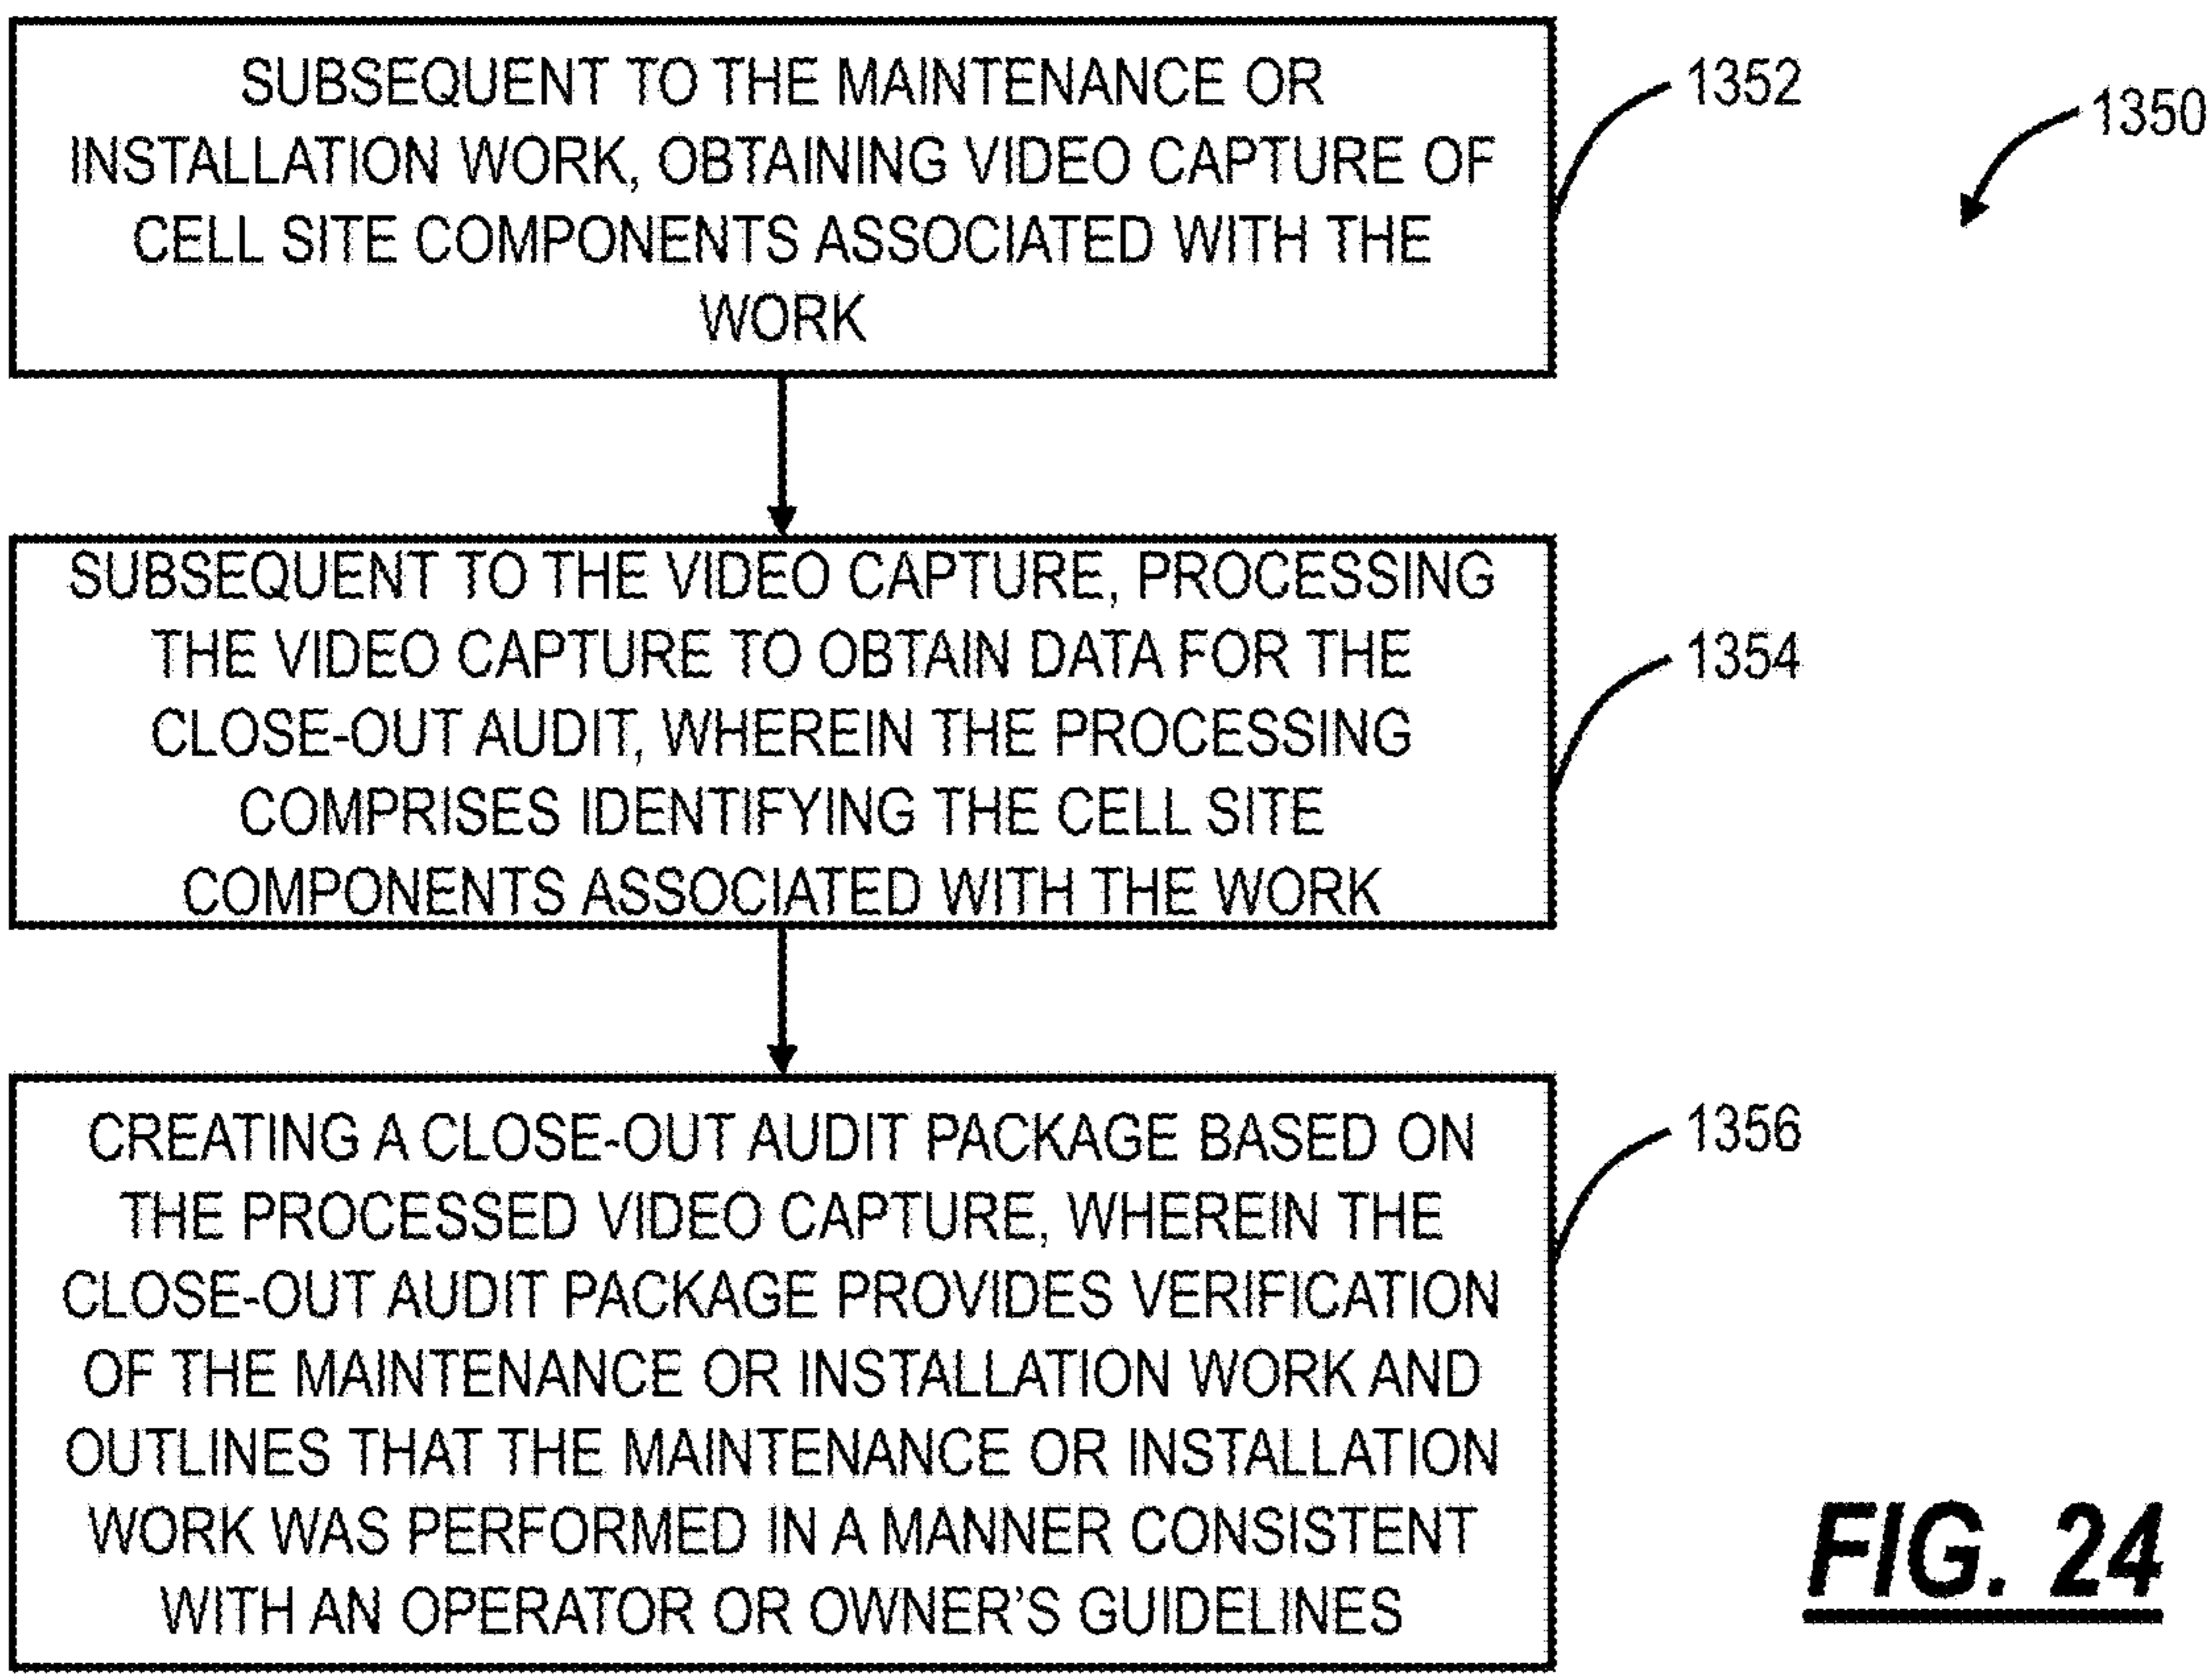 SUBSEQUENT TO THE MAINTENANCE OR
INSTALLATION WORK, OBTAINING VIDEO CAPTURE OF
CELL SITE COMPONENTS ASSOCIATED WITH THE
WORK
1352
1350
SUBSEQUENT TO THE VIDEO CAPTURE, PROCESSING
THE VIDEO CAPTURE TO OBTAIN DATA FOR THE
CLOSE-OUT AUDIT, WHEREIN THE PROCESSING
COMPRISES IDENTIFYING THE CELL SITE
COMPONENTS ASSOCIATED WITH THE WORK
1354
CREATING A CLOSE-OUT AUDIT PACKAGE BASED ON
THE PROCESSED VIDEO CAPTURE, WHEREIN THE
CLOSE-OUT AUDIT PACKAGE PROVIDES VERIFICATION
OF THE MAINTENANCE OR INSTALLATION WORK AND
OUTLINES THAT THE MAINTENANCE OR INSTALLATION
WORK WAS PERFORMED IN A MANNER CONSISTENT
WITH AN OPERATOR OR OWNER'S GUIDELINES
1356
FIG. 24